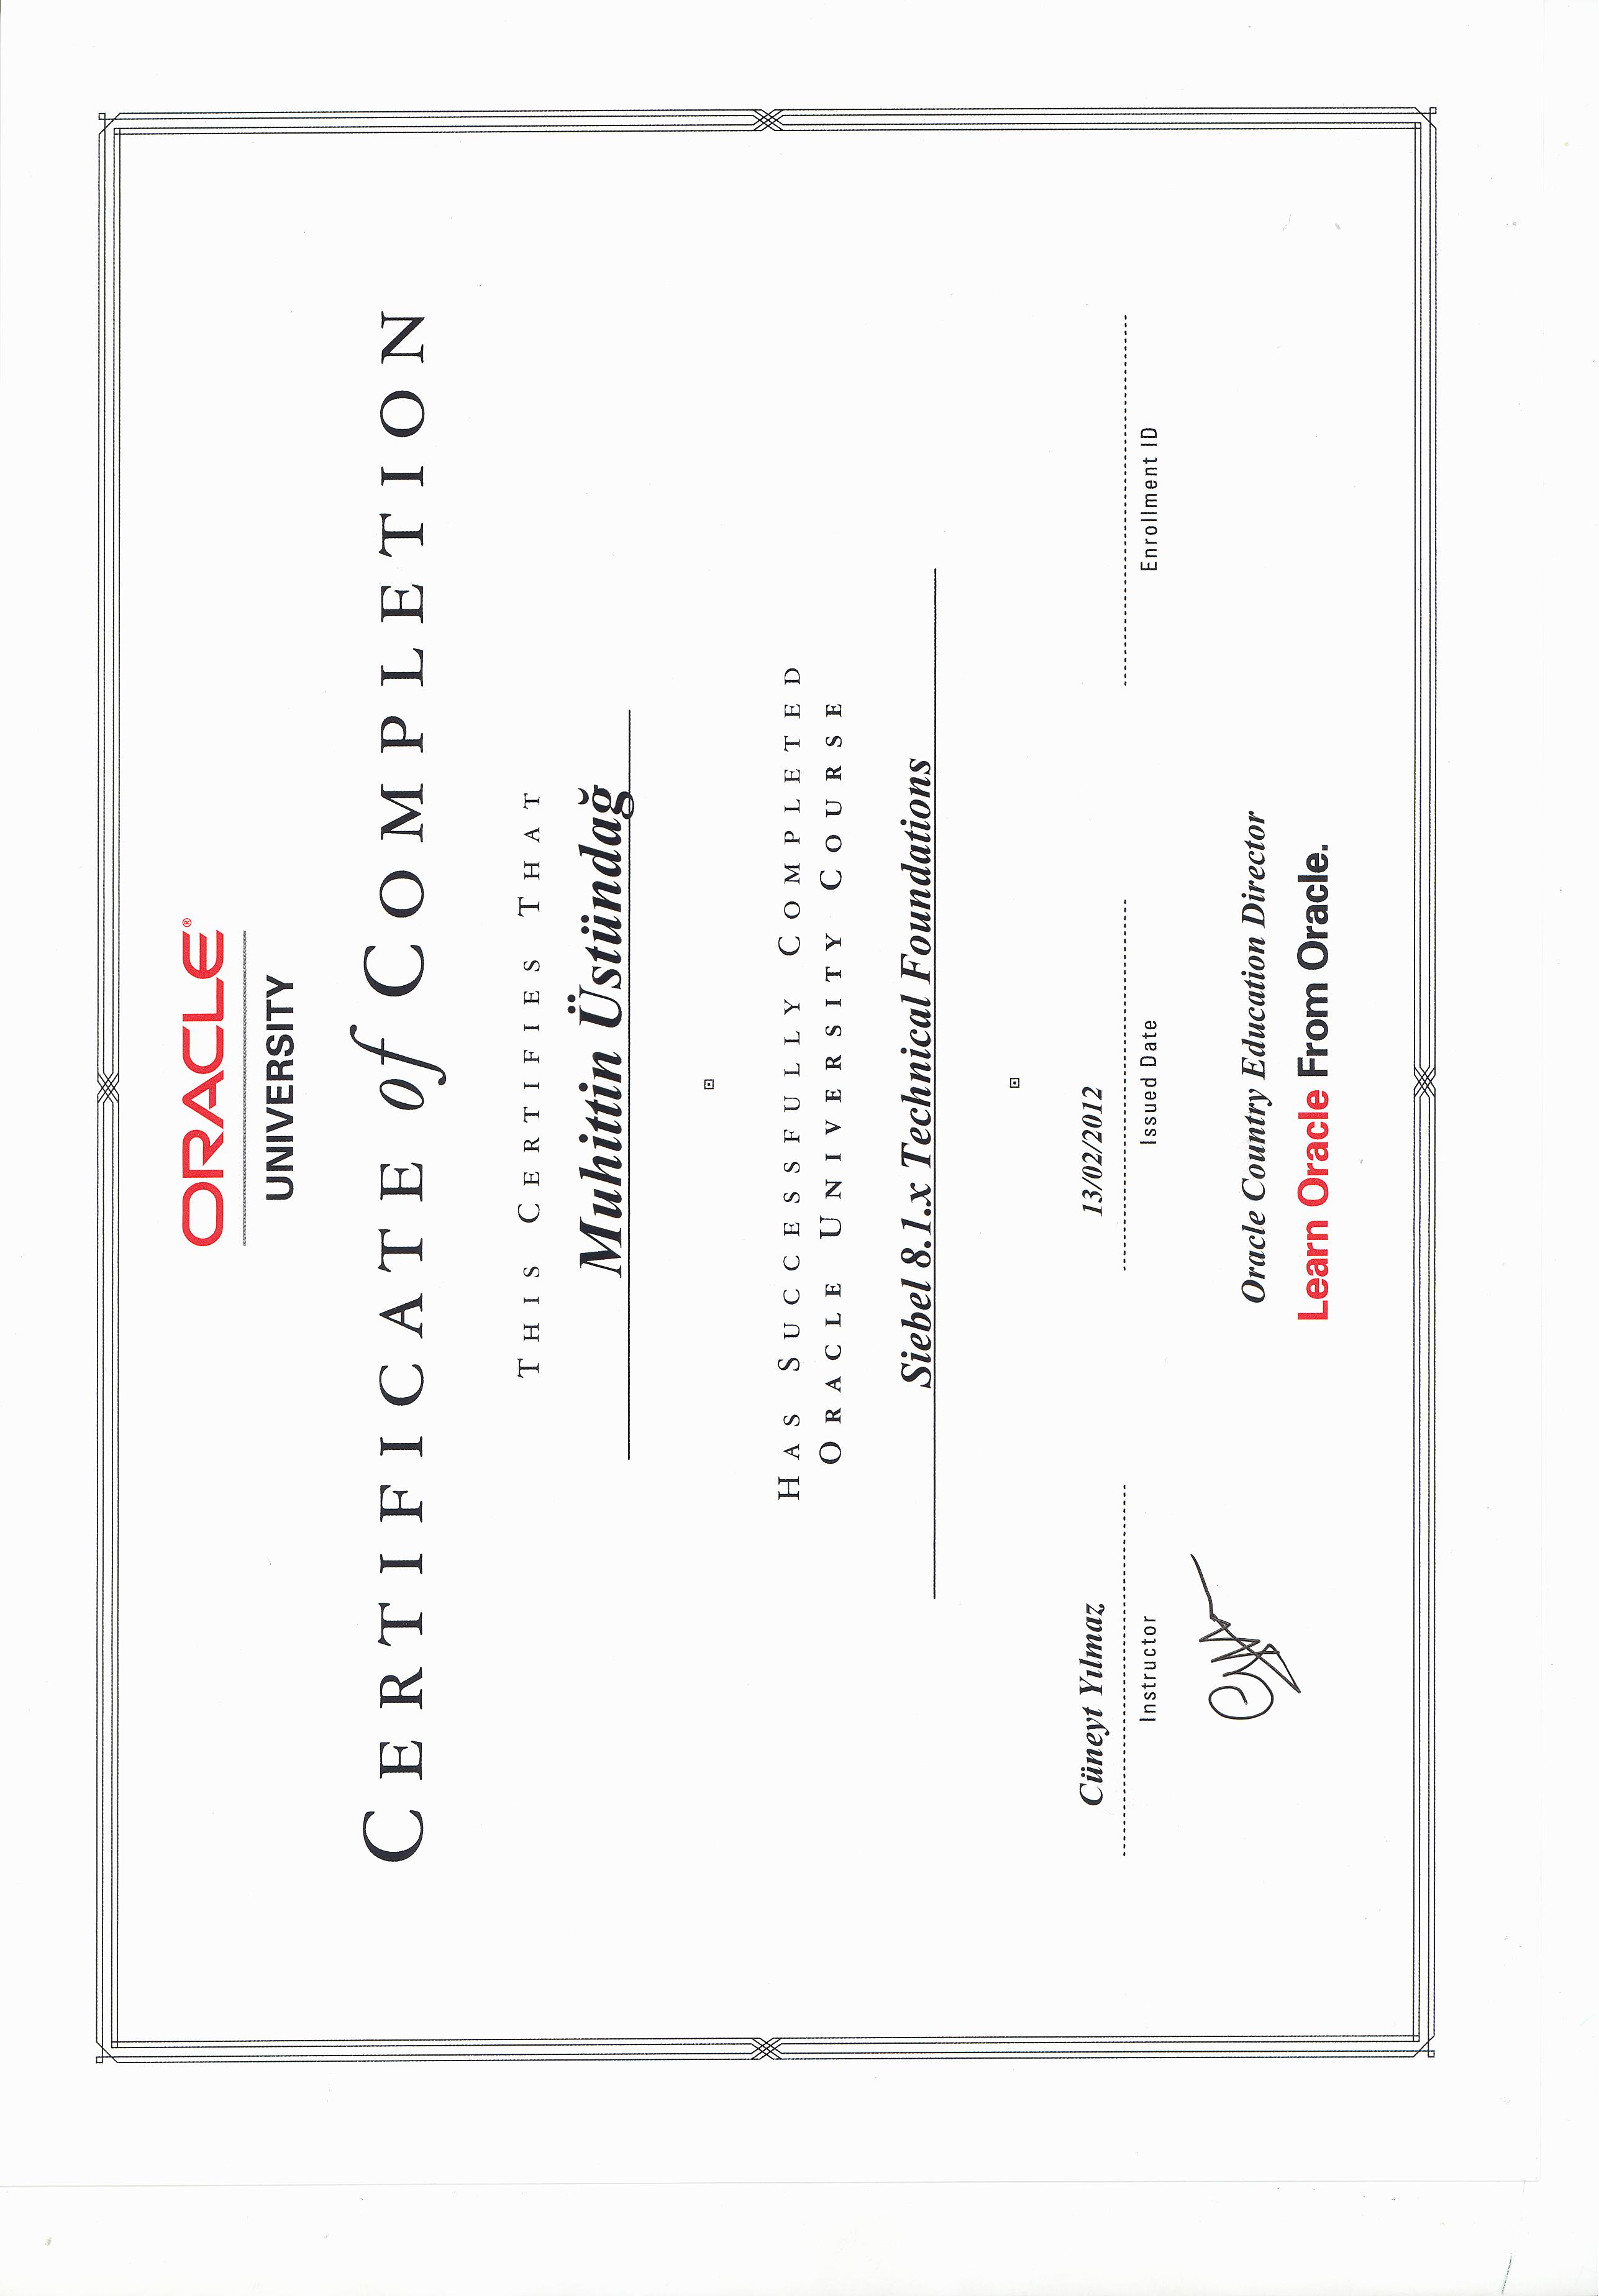 ORACLE®
UNIVERSITY
CERTIFICATE of COMPLETION
THIS CERTIFIES THAT
Muhittin Üstündağ
HAS SUCCESSFULLY COMPLETED
ORACLE UNIVERSITY COURSE
Siebel 8.1.x Technical Foundations
Cüneyt Yılmaz 13/02/2012
Instructor Issued Date Enrollment ID
Oracle Country Education Director
Learn Oracle From Oracle.